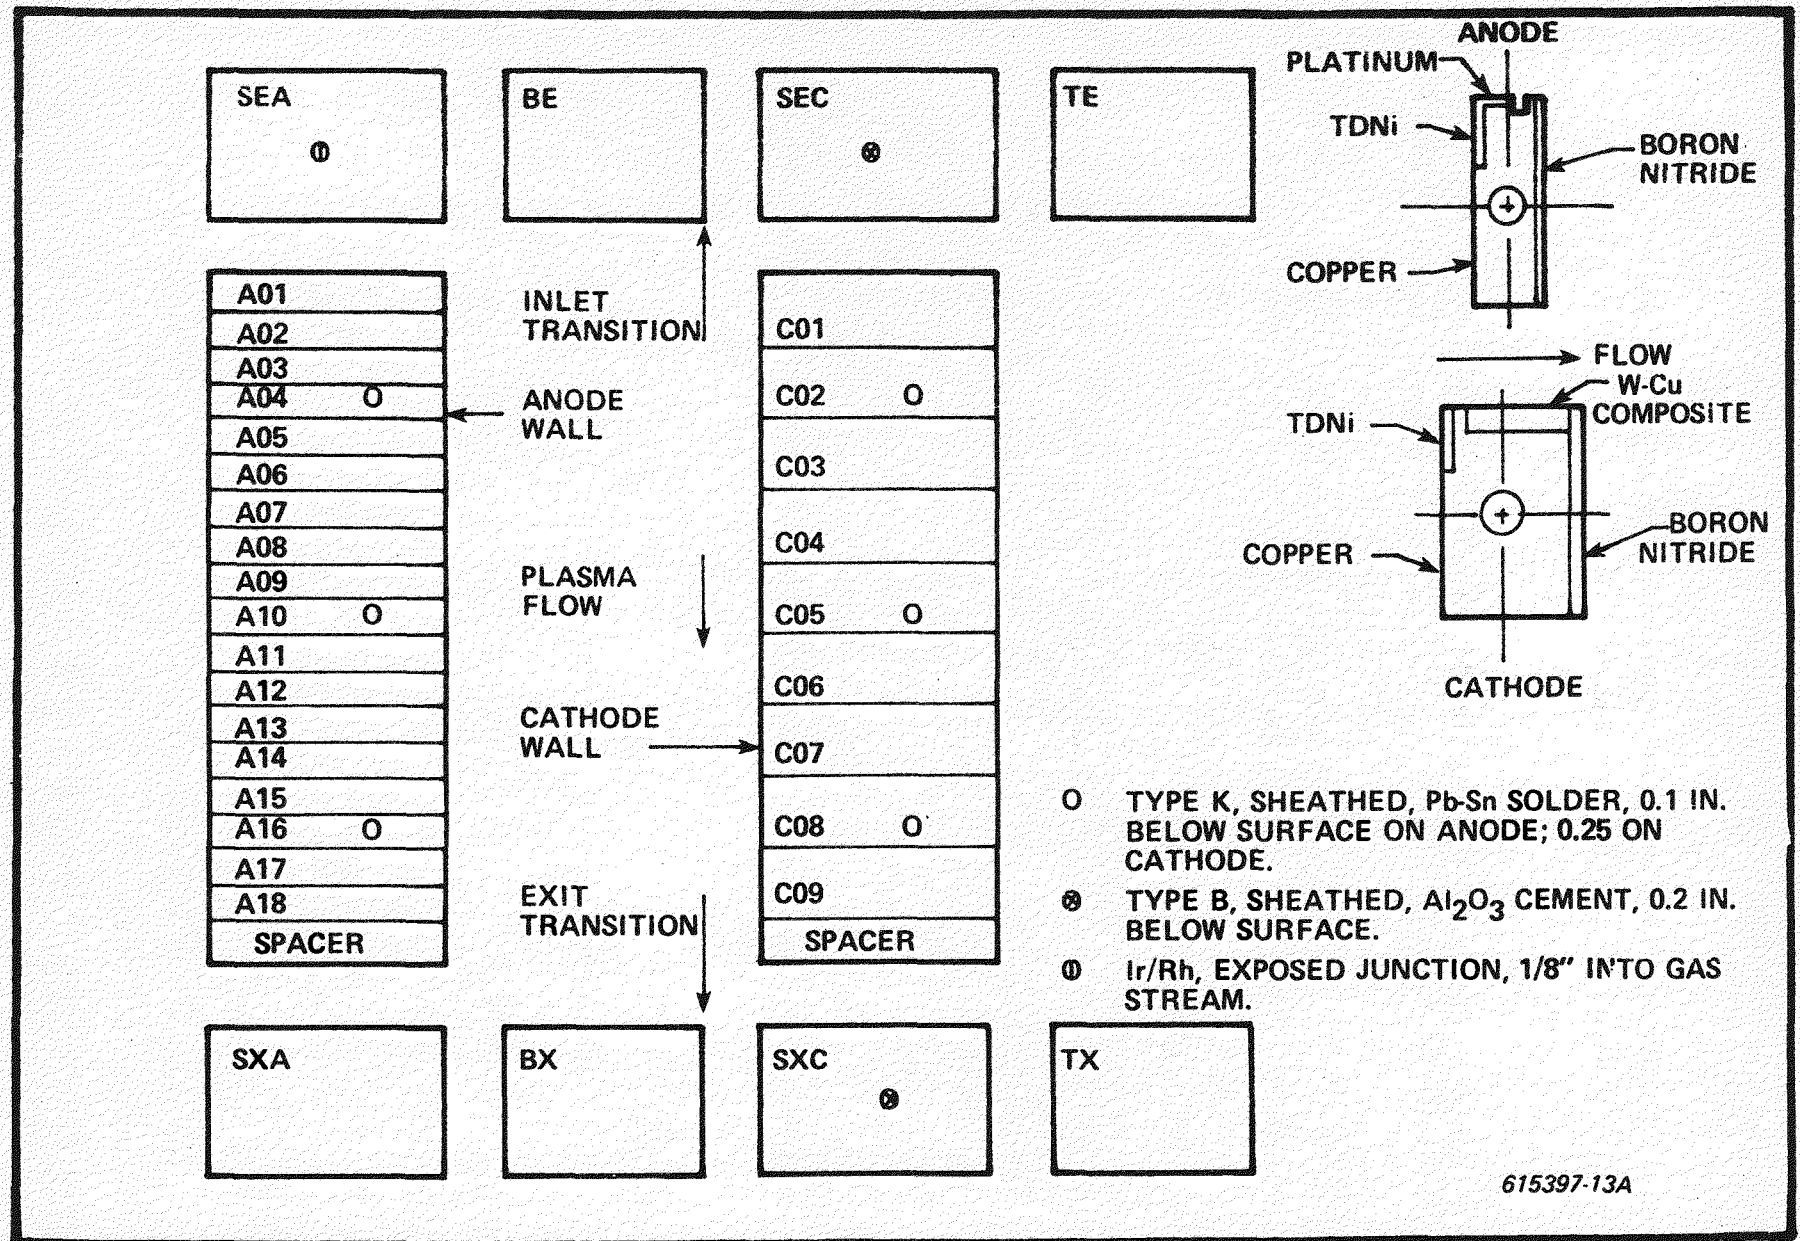 SEA
BE
SEC
TE
A01
A02
A03
A04 O
A05
A06
A07
A08
A09
A10 O
A11
A12
A13
A14
A15
A16 O
A17
A18
SPACER
INLET
TRANSITION
ANODE
WALL
PLASMA
FLOW
CATHODE
WALL
EXIT
TRANSITION
C01
C02 O
C03
C04
C05 O
C06
C07
C08 O
C09
SPACER
SXA
BX
SXC
TX
ANODE
PLATINUM
TDNi
BORON
NITRIDE
COPPER
FLOW
W-Cu
COMPOSITE
TDNi
BORON
NITRIDE
COPPER
CATHODE
O TYPE K, SHEATHED, Pb-Sn SOLDER, 0.1 IN.
BELOW SURFACE ON ANODE; 0.25 ON
CATHODE.
⊗ TYPE B, SHEATHED, Al2O3 CEMENT, 0.2 IN.
BELOW SURFACE.
⦶ Ir/Rh, EXPOSED JUNCTION, 1/8" INTO GAS
STREAM.
615397-13A